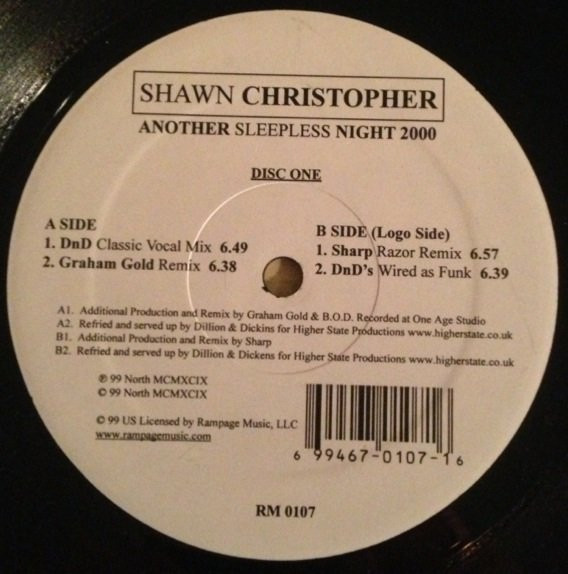 SHAWN CHRISTOPHER
ANOTHER SLEEPLESS NIGHT 2000
DISC ONE
A SIDE
1. DnD Classic Vocal Mix 6.49
2. Graham Gold Remix 6.38
B SIDE (Logo Side)
1. Sharp Razor Remix 6.57
2. DnD's Wired as Funk 6.39
A1. Additional Production and Remix by Graham Gold & B.O.D. Recorded at One Age Studio
A2. Refried and served up by Dillion & Dickins for Higher State Productions www.higherstate.co.uk
B1. Additional Production and Remix by Sharp
B2. Refried and served up by Dillion & Dickens for Higher State Productions www.higherstate.co.uk
℗ 99 North MCMXCIX
© 99 North MCMXCIX
© 99 US Licensed by Rampage Music, LLC
www.rampagemusic.com
6 99467-0107-1 6
RM 0107